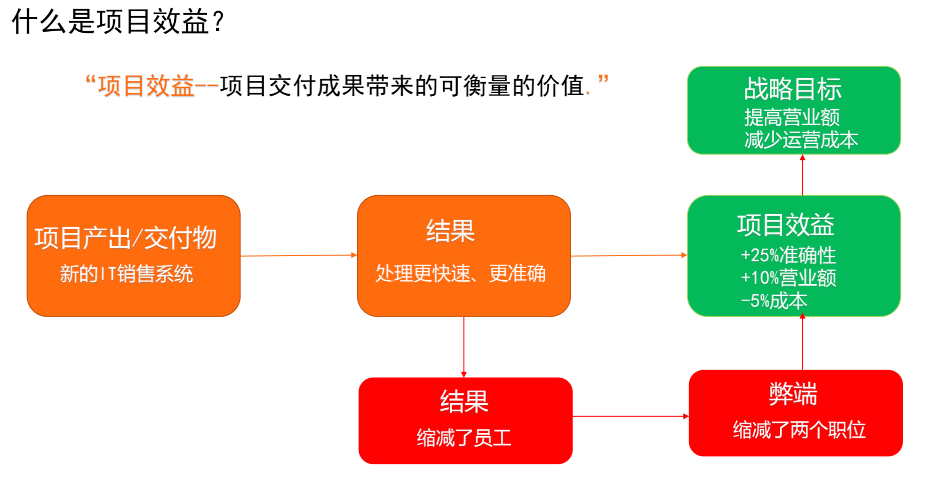 什么是项目效益？
“项目效益--项目交付成果带来的可衡量的价值.”
战略目标
提高营业额
减少运营成本
项目产出/交付物
新的IT销售系统
结果
处理更快速、更准确
项目效益
+25%准确性
+10%营业额
-5%成本
结果
缩减了员工
弊端
缩减了两个职位